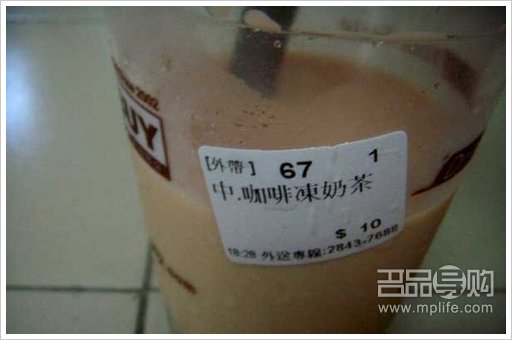 BUY
[外帶] 67 1
中.咖啡凍奶茶
$ 10
18:28 外送專線:2843-7688
名品导购
www.mplife.com